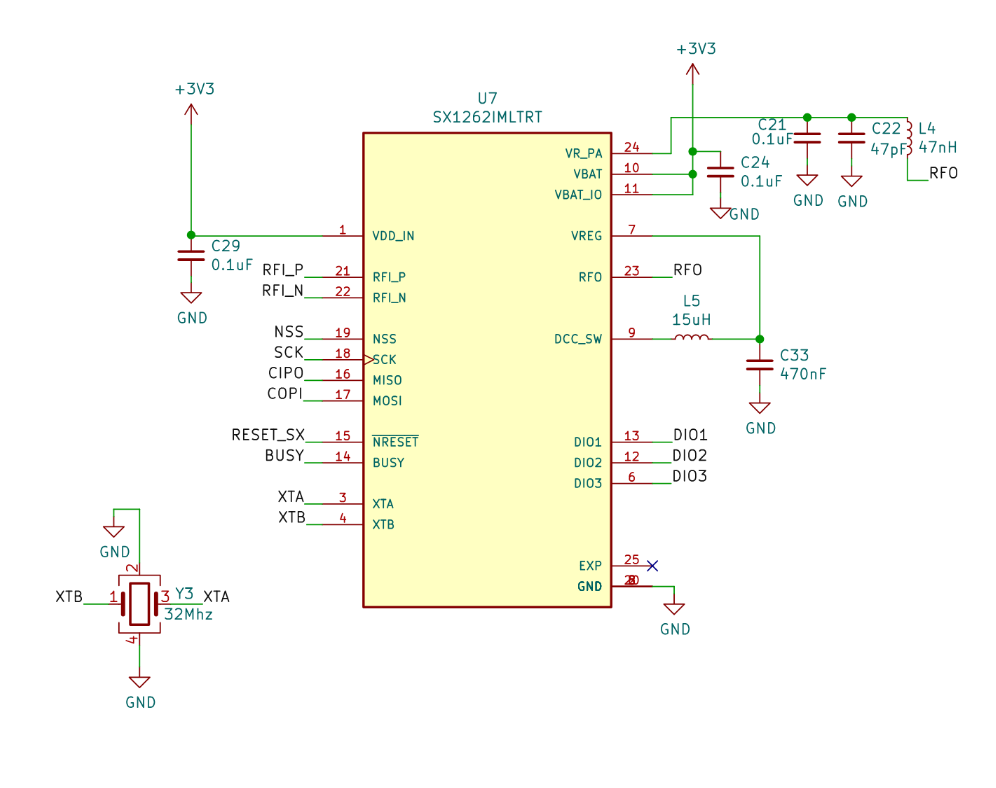 +3V3
+3V3
U7
SX1262IMLTRT
C21
0.1uF
C22
47pF
L4
47nH
RFO
GND
GND
VR_PA
24
VBAT
10
VBAT_IO
11
C24
0.1uF
GND
1
VDD_IN
VREG
7
C29
0.1uF
GND
RFI_P
21
RFI_P
RFI_N
22
RFI_N
RFO
23
RFO
L5
15uH
NSS
19
NSS
DCC_SW
9
SCK
18
SCK
CIPO
16
MISO
COPI
17
MOSI
C33
470nF
GND
RESET_SX
15
NRESET
DIO1
13
DIO1
BUSY
14
BUSY
DIO2
12
DIO2
DIO3
6
DIO3
XTA
3
XTA
XTB
4
XTB
EXP
25
GND
20
GND
GND
2
XTB
1
3
XTA
Y3
32Mhz
4
GND